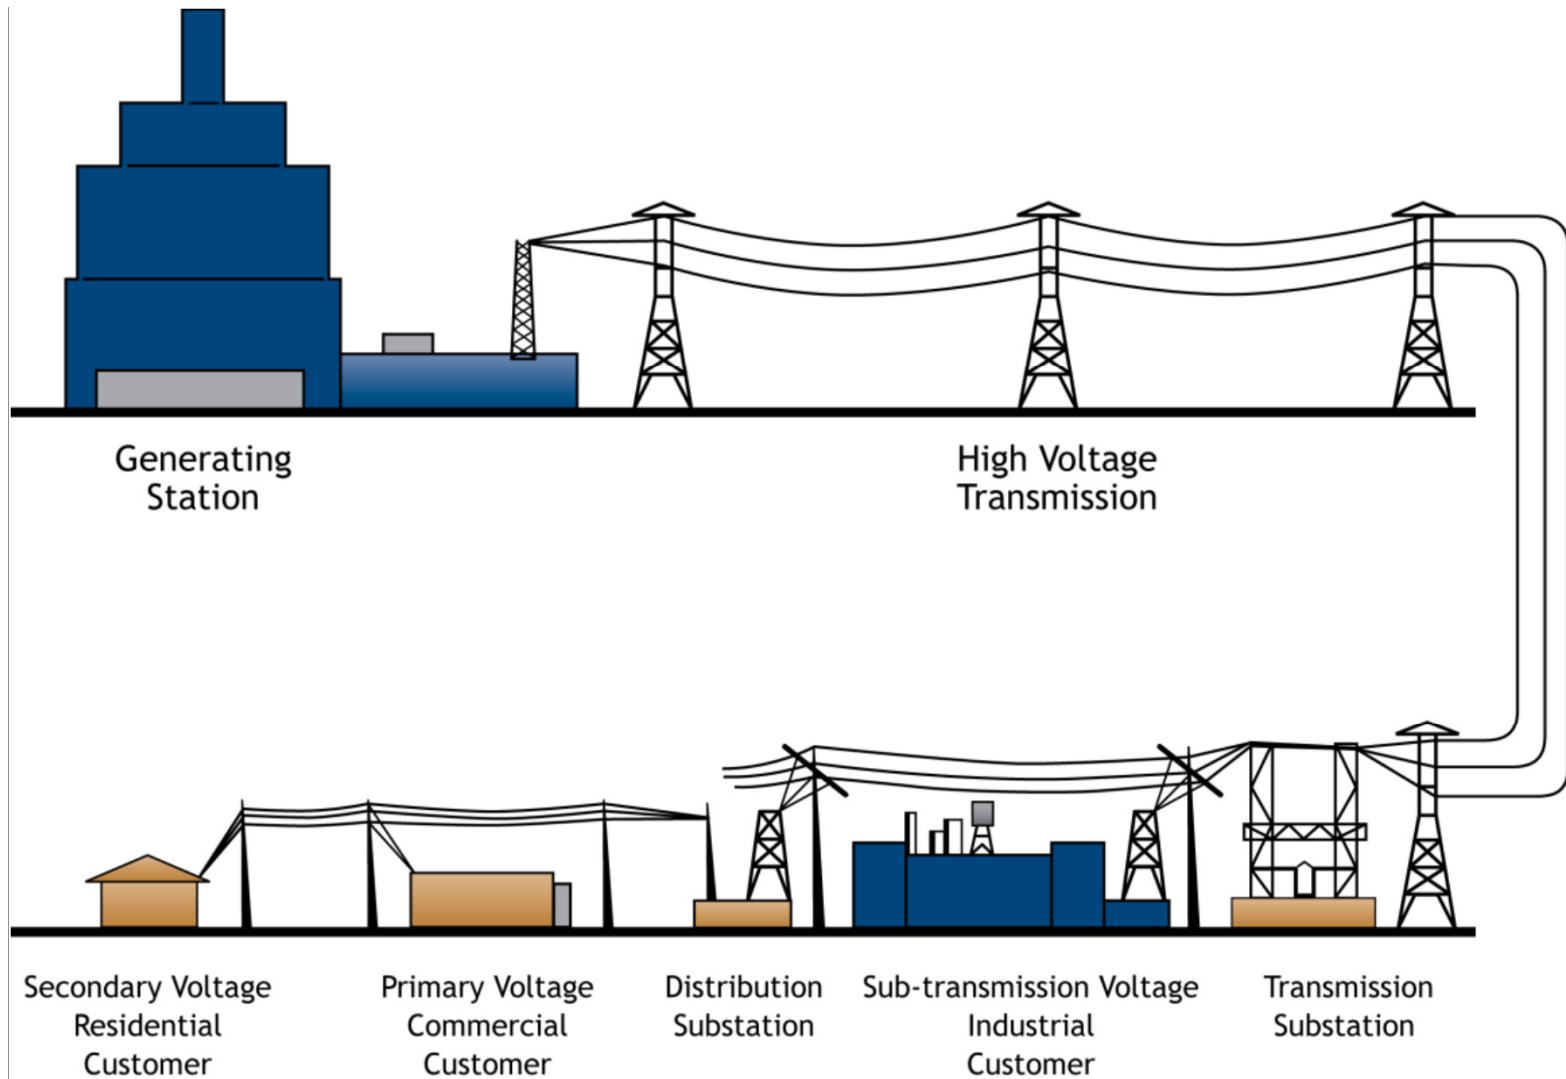 Generating
Station
High Voltage
Transmission
Secondary Voltage
Residential
Customer
Primary Voltage
Commercial
Customer
Distribution
Substation
Sub-transmission Voltage
Industrial
Customer
Transmission
Substation